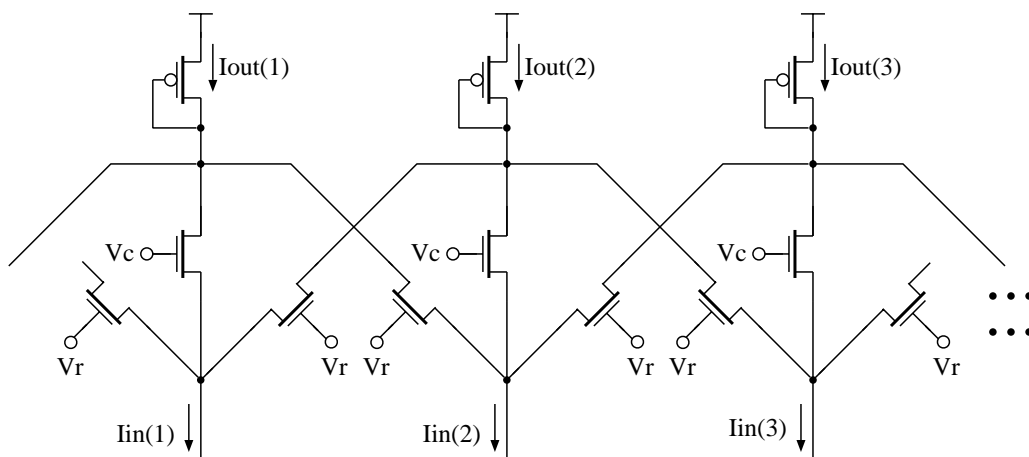 Iout(1) Iout(2) Iout(3)
Vc Vc Vc
Vr Vr Vr Vr Vr Vr
Iin(1) Iin(2) Iin(3)